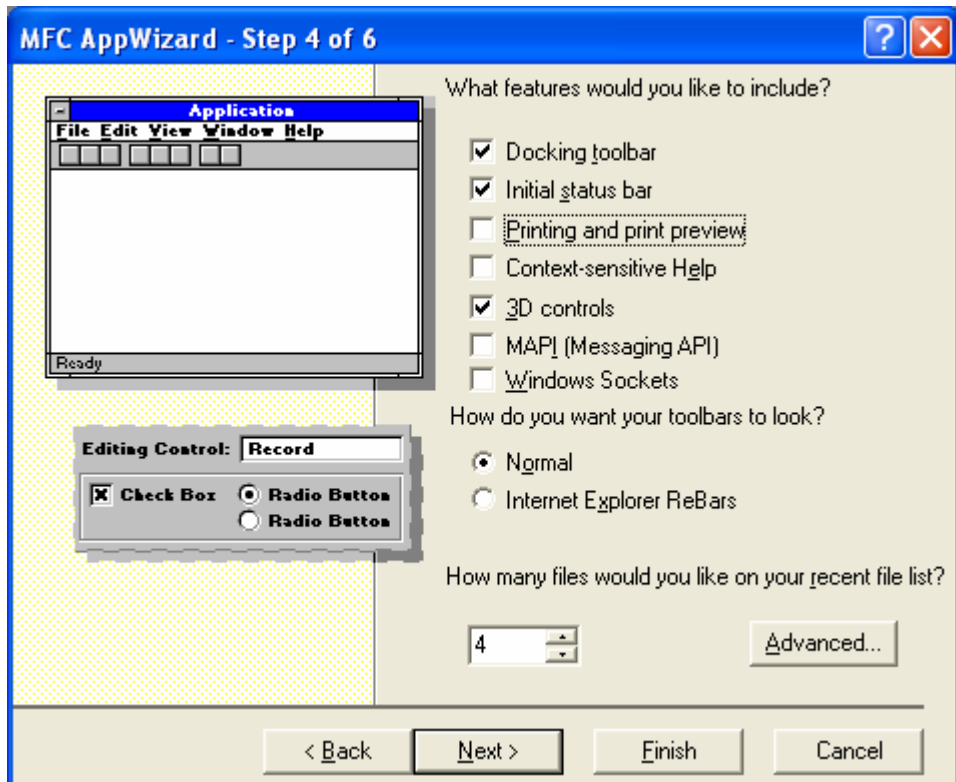 MFC AppWizard - Step 4 of 6
What features would you like to include?
Application
File Edit View Window Help
Docking toolbar
Initial status bar
Printing and print preview
Context-sensitive Help
3D controls
MAPI (Messaging API)
Ready
Windows Sockets
How do you want your toolbars to look?
Editing Control: Record
Normal
Check Box Radio Button
Radio Button
Internet Explorer ReBars
How many files would you like on your recent file list?
4
Advanced...
< Back Next > Finish Cancel